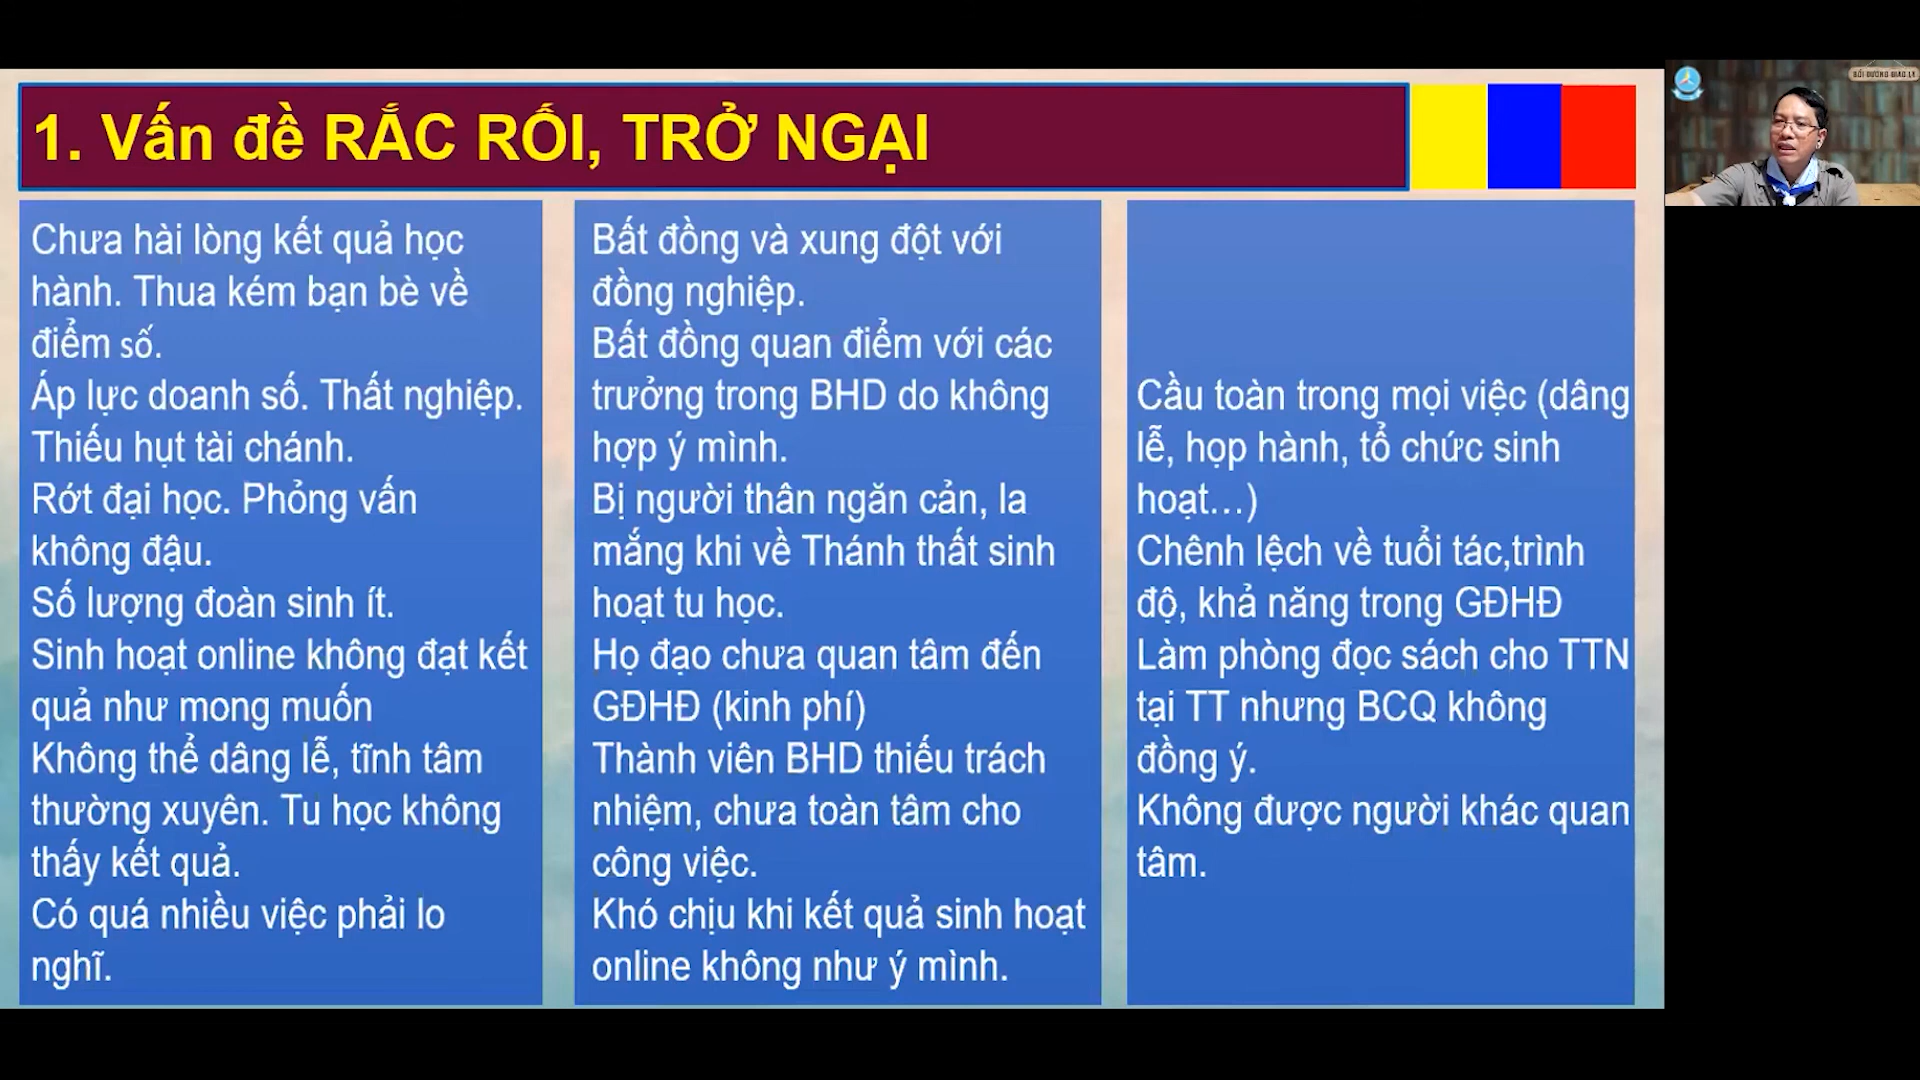 1. Vấn đề RẮC RỐI, TRỞ NGẠI
Chưa hài lòng kết quả học
hành. Thua kém bạn bè về
điểm số.
Áp lực doanh số. Thất nghiệp.
Thiếu hụt tài chánh.
Rớt đại học. Phỏng vấn
không đậu.
Số lượng đoàn sinh ít.
Sinh hoạt online không đạt kết
quả như mong muốn
Không thể dâng lễ, tĩnh tâm
thường xuyên. Tu học không
thấy kết quả.
Có quá nhiều việc phải lo
nghĩ.
Bất đồng và xung đột với
đồng nghiệp.
Bất đồng quan điểm với các
trưởng trong BHD do không
hợp ý mình.
Bị người thân ngăn cản, la
mắng khi về Thánh thất sinh
hoạt tu học.
Họ đạo chưa quan tâm đến
GĐHĐ (kinh phí)
Thành viên BHD thiếu trách
nhiệm, chưa toàn tâm cho
công việc.
Khó chịu khi kết quả sinh hoạt
online không như ý mình.
Cầu toàn trong mọi việc (dâng
lễ, họp hành, tổ chức sinh
hoạt…)
Chênh lệch về tuổi tác,trình
độ, khả năng trong GĐHĐ
Làm phòng đọc sách cho TTN
tại TT nhưng BCQ không
đồng ý.
Không được người khác quan
tâm.
BỒI DƯỠNG GIÁO LÝ